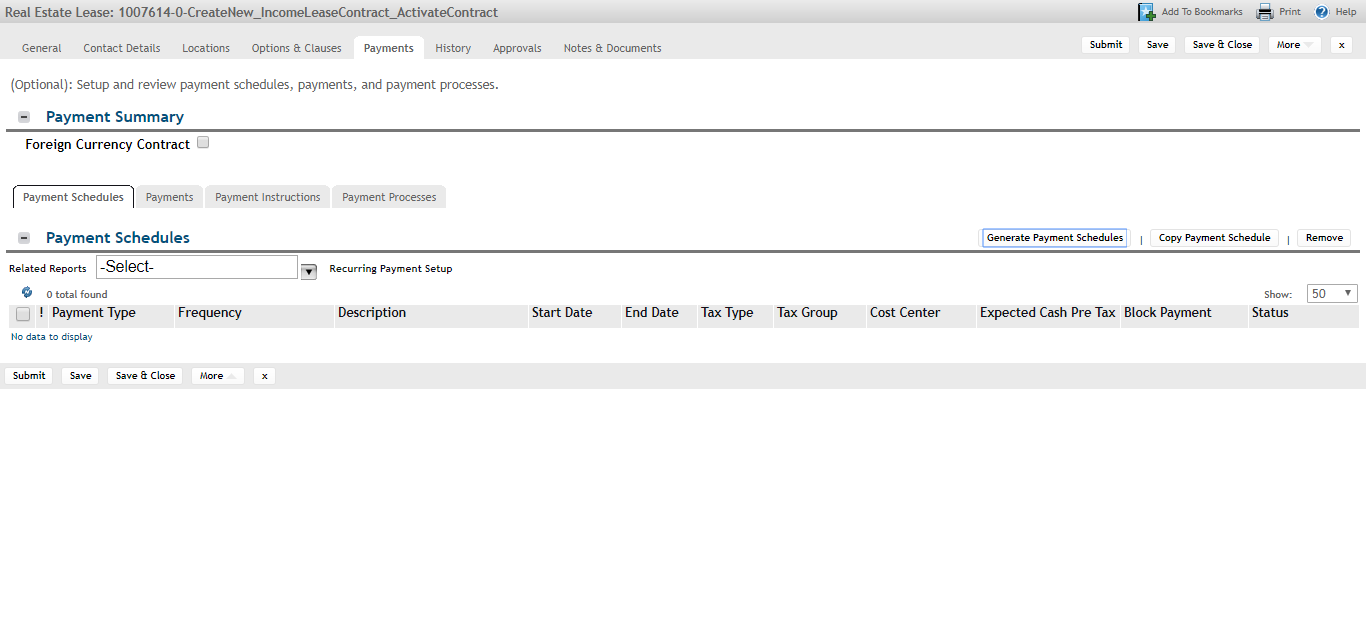 Real Estate Lease: 1007614-0-CreateNew_IncomeLeaseContract_ActivateContract Add To Bookmarks Print ? Help
General Contact Details Locations Options & Clauses Payments History Approvals Notes & Documents Submit Save Save & Close More x
(Optional): Setup and review payment schedules, payments, and payment processes.
Payment Summary
Foreign Currency Contract
Payment Schedules Payments Payment Instructions Payment Processes
Payment Schedules Generate Payment Schedules | Copy Payment Schedule | Remove
Related Reports -Select- Recurring Payment Setup
0 total found Show: 50
! Payment Type Frequency Description Start Date End Date Tax Type Tax Group Cost Center Expected Cash Pre Tax Block Payment Status
No data to display
Submit Save Save & Close More x